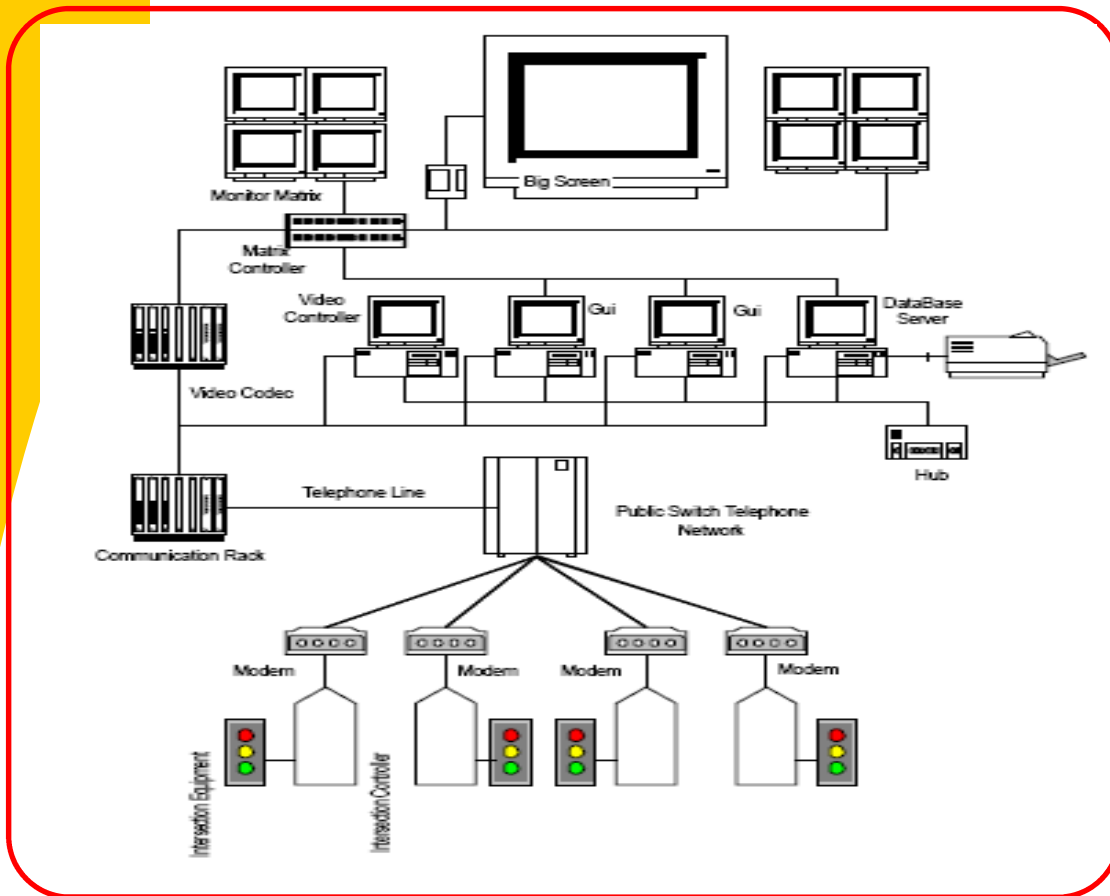 Big Screen
Monitor Matrix
Matrix
Controller
Video
Controller
Gui
Gui
DataBase
Server
Video Codec
Hub
Telephone Line
Public Switch Telephone
Network
Communication Rack
Modem
Modem
Modem
Modem
Intersection Equipment
Intersection Controller